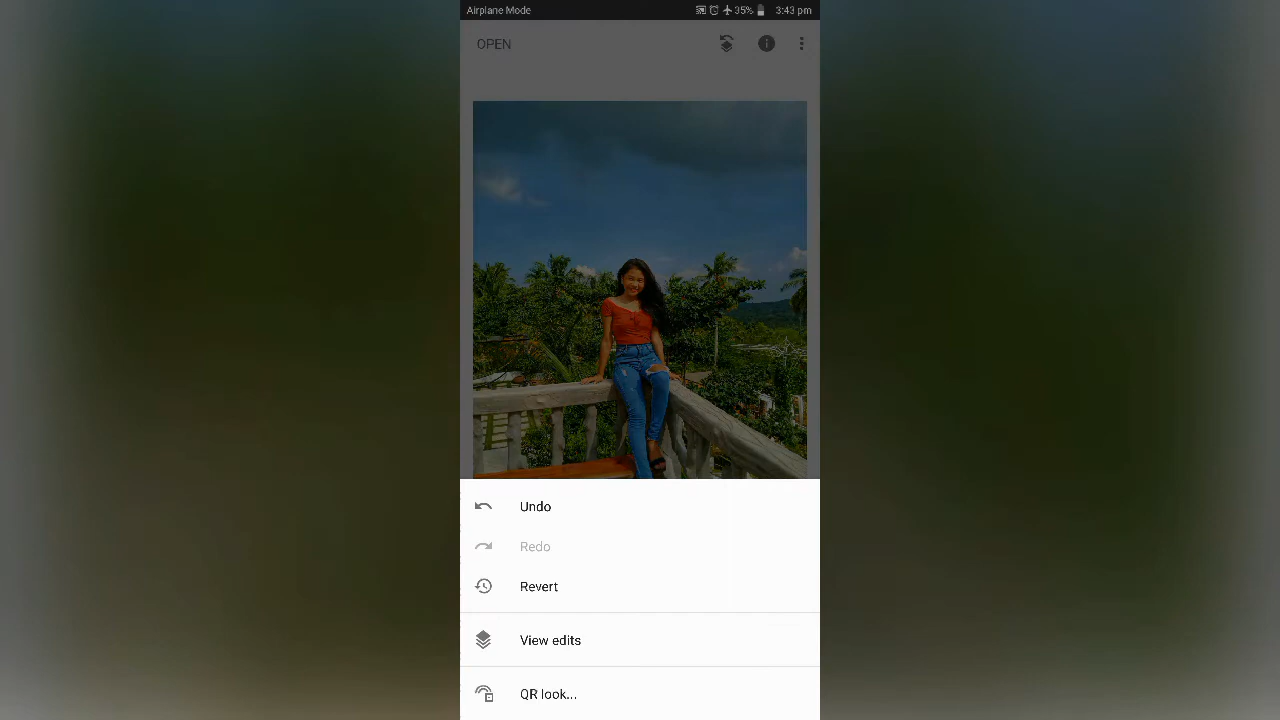 Airplane Mode 35% 3:43 pm
OPEN
Undo
Redo
Revert
View edits
QR look...